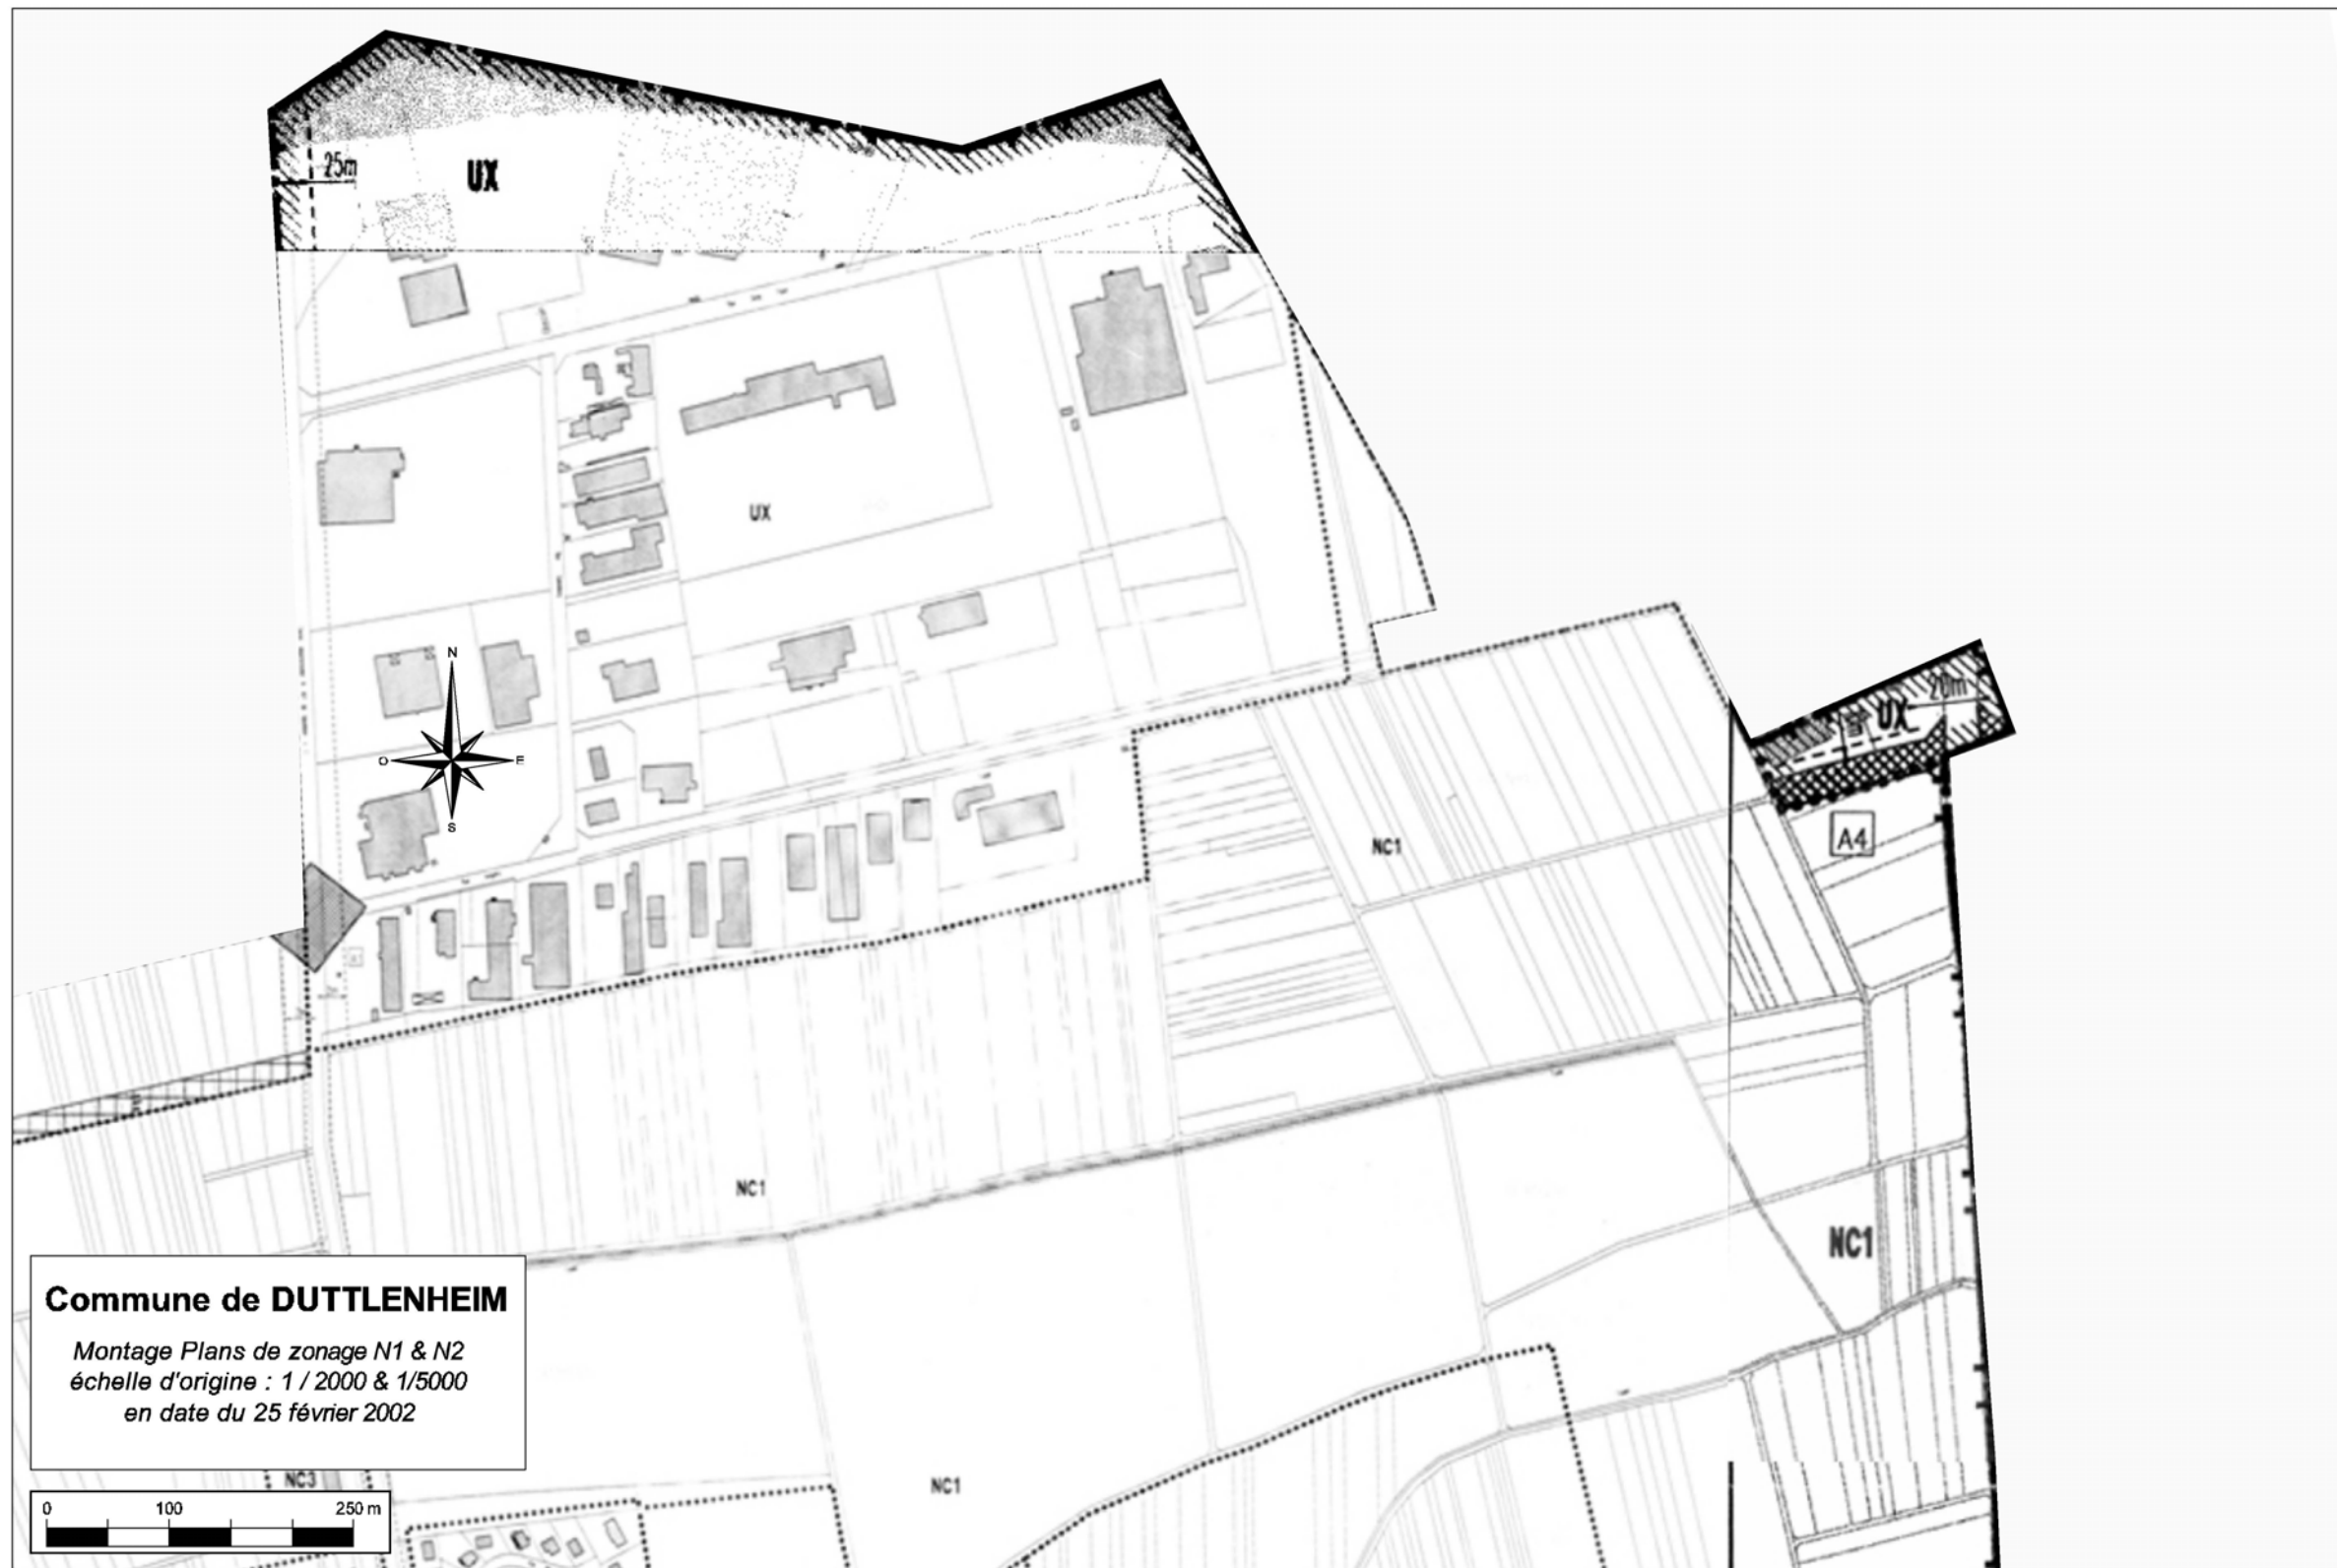 25m
UX
UX
N
O
E
S
20m
UX
NC1
A4
NC1
NC1
Commune de DUTTLENHEIM
Montage Plans de zonage N1 & N2
échelle d'origine : 1 / 2000 & 1/5000
en date du 25 février 2002
NC3
NC1
0 100 250 m